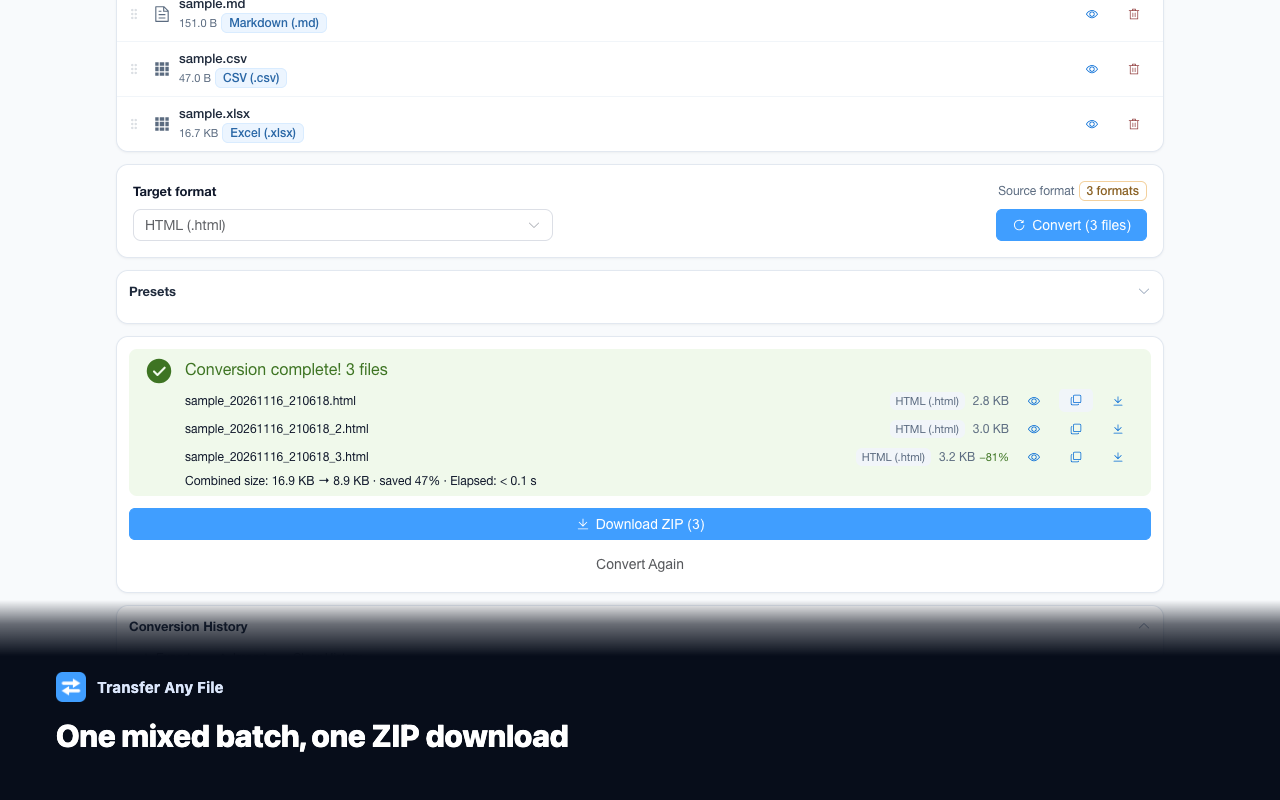 sample.md
151.0 B Markdown (.md)
sample.csv
47.0 B CSV (.csv)
sample.xlsx
16.7 KB Excel (.xlsx)
Target format
Source format 3 formats
HTML (.html)
Convert (3 files)
Presets
Conversion complete! 3 files
sample_20261116_210618.html HTML (.html) 2.8 KB
sample_20261116_210618_2.html HTML (.html) 3.0 KB
sample_20261116_210618_3.html HTML (.html) 3.2 KB −81%
Combined size: 16.9 KB → 8.9 KB · saved 47% · Elapsed: < 0.1 s
Download ZIP (3)
Convert Again
Conversion History
Transfer Any File
One mixed batch, one ZIP download